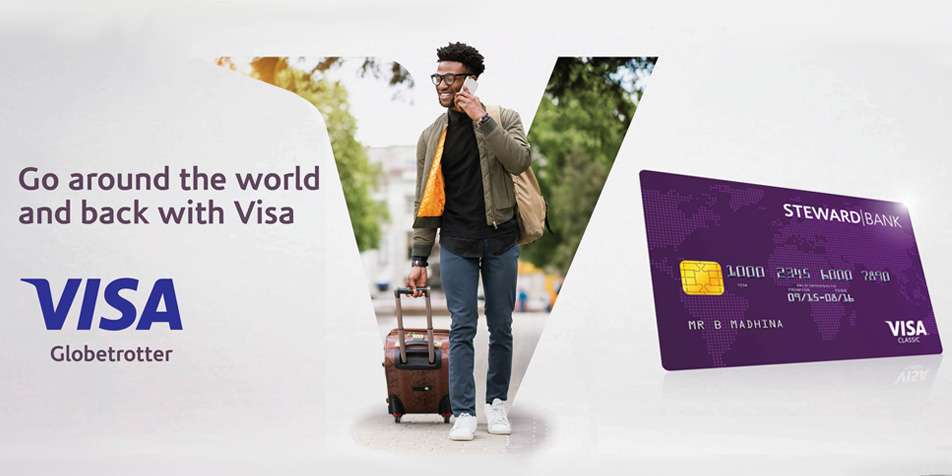 Go around the world
and back with Visa
VISA
Globetrotter
STEWARD|BANK
1000 2345 6000 7890
1234
09/15-08/16
MR B MADHINA
VISA
CLASSIC